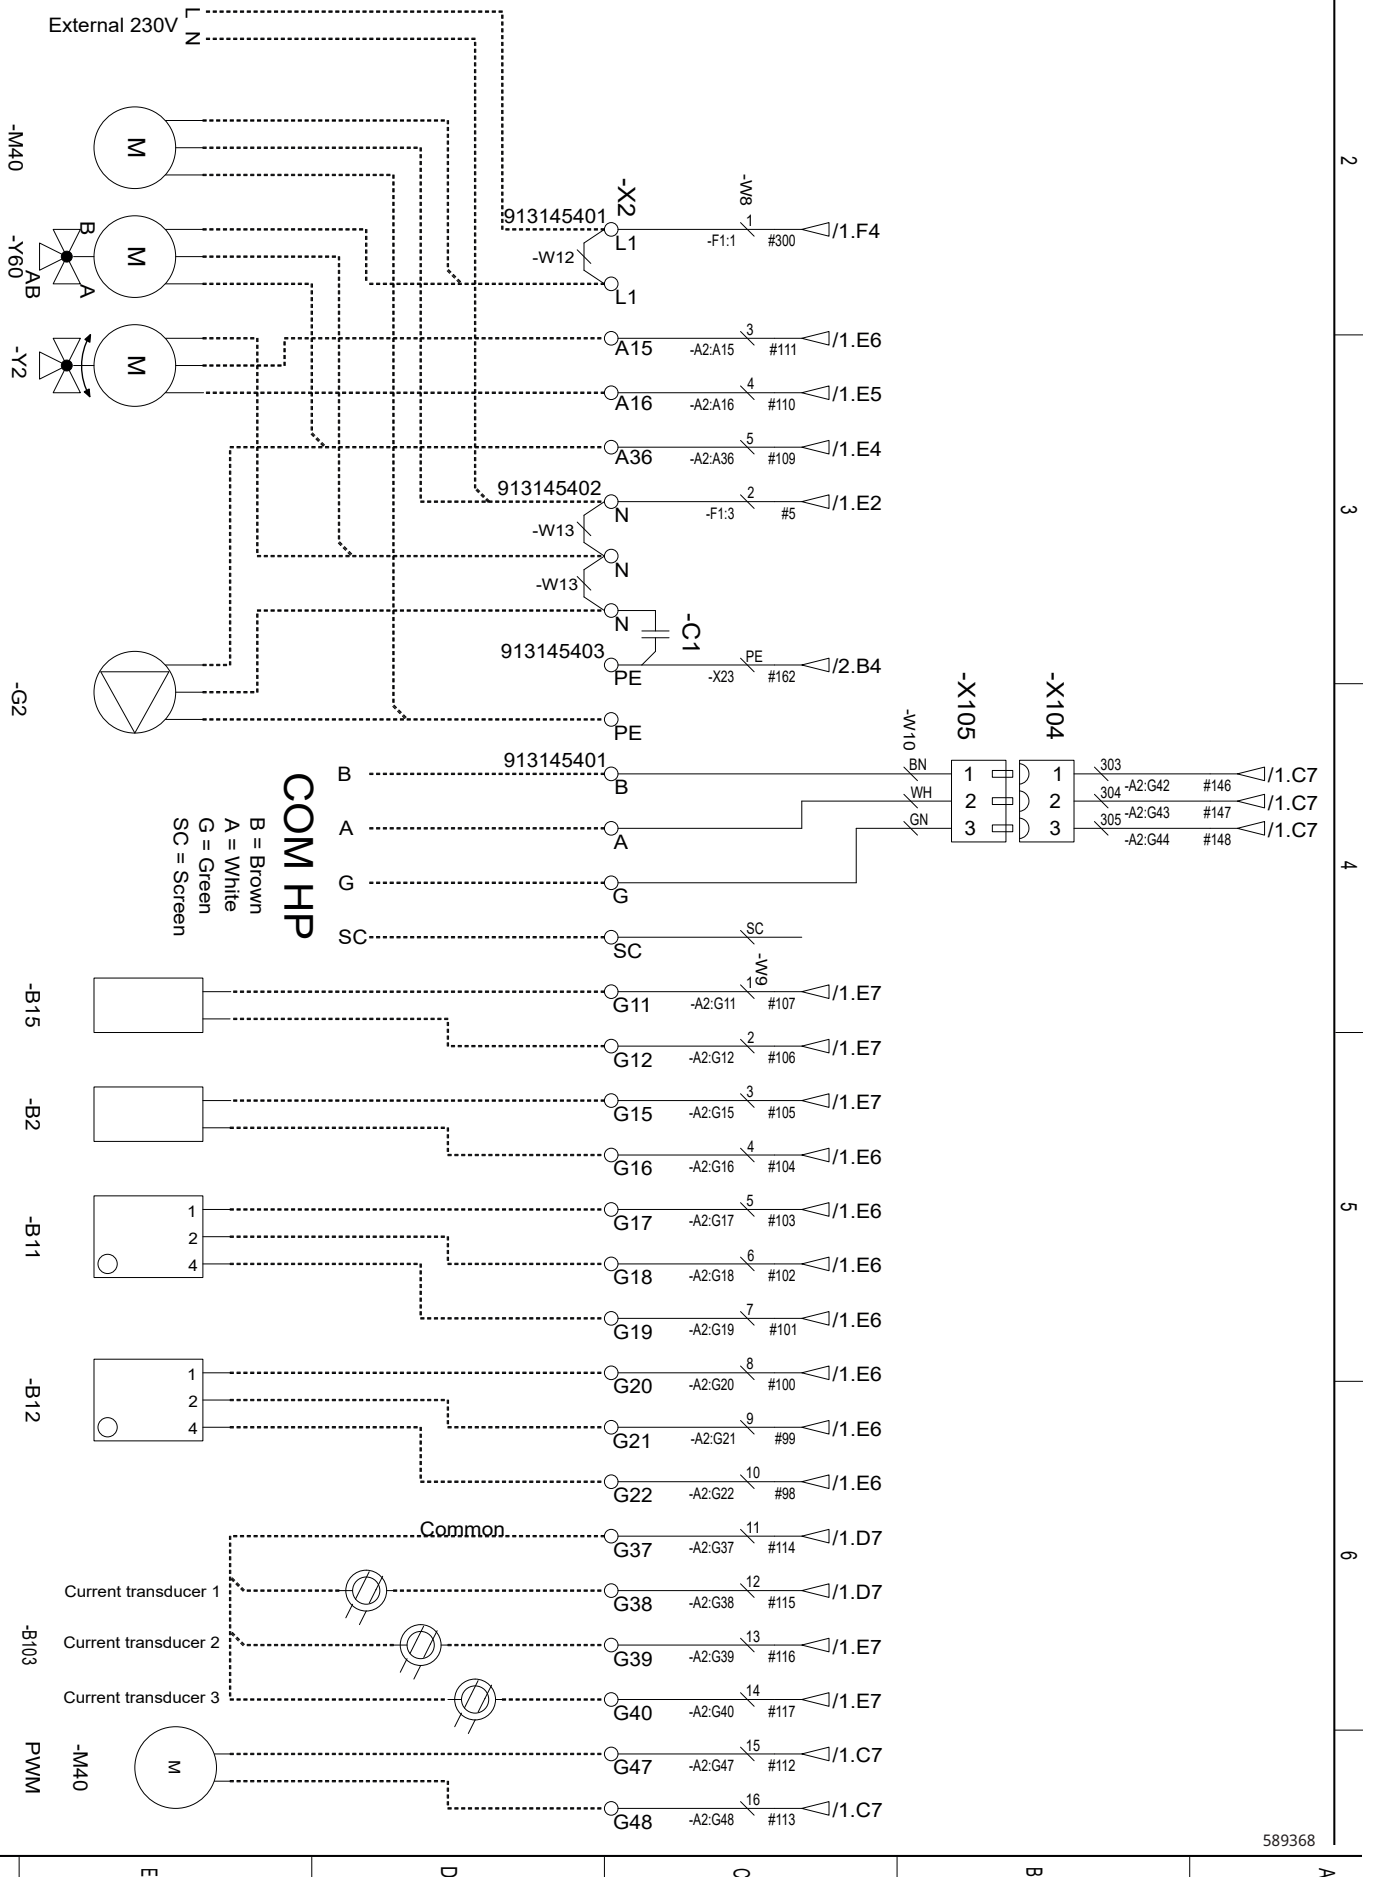 External 230V
L
N
2
-M40
M
-X2
-W8
913145401
L1
1
-F1:1
#300
/1.F4
-W12
L1
B
-Y60
AB
A
M
-Y2
M
A15
3
-A2:A15
#111
/1.E6
A16
4
-A2:A16
#110
/1.E5
A36
5
-A2:A36
#109
/1.E4
913145402
N
2
-F1:3
#5
/1.E2
3
-W13
N
-W13
N
-C1
913145403
PE
PE
-X23
#162
/2.B4
-G2
PE
-X105
-X104
-W10
B
913145401
B
BN
1
1
303
-A2:G42
#146
/1.C7
WH
2
2
304
-A2:G43
#147
/1.C7
A
A
GN
3
3
305
-A2:G44
#148
/1.C7
4
G
G
COM HP
B = Brown
A = White
G = Green
SC = Screen
SC
SC
SC
-W9
-B15
G11
1
-A2:G11
#107
/1.E7
G12
2
-A2:G12
#106
/1.E7
-B2
G15
3
-A2:G15
#105
/1.E7
G16
4
-A2:G16
#104
/1.E6
5
-B11
1
2
4
G17
5
-A2:G17
#103
/1.E6
G18
6
-A2:G18
#102
/1.E6
G19
7
-A2:G19
#101
/1.E6
-B12
1
2
4
G20
8
-A2:G20
#100
/1.E6
G21
9
-A2:G21
#99
/1.E6
G22
10
-A2:G22
#98
/1.E6
Common
G37
11
-A2:G37
#114
/1.D7
6
Current transducer 1
G38
12
-A2:G38
#115
/1.D7
-B103
Current transducer 2
G39
13
-A2:G39
#116
/1.E7
Current transducer 3
G40
14
-A2:G40
#117
/1.E7
PWM
-M40
M
G47
15
-A2:G47
#112
/1.C7
G48
16
-A2:G48
#113
/1.C7
589368
E
D
C
B
A